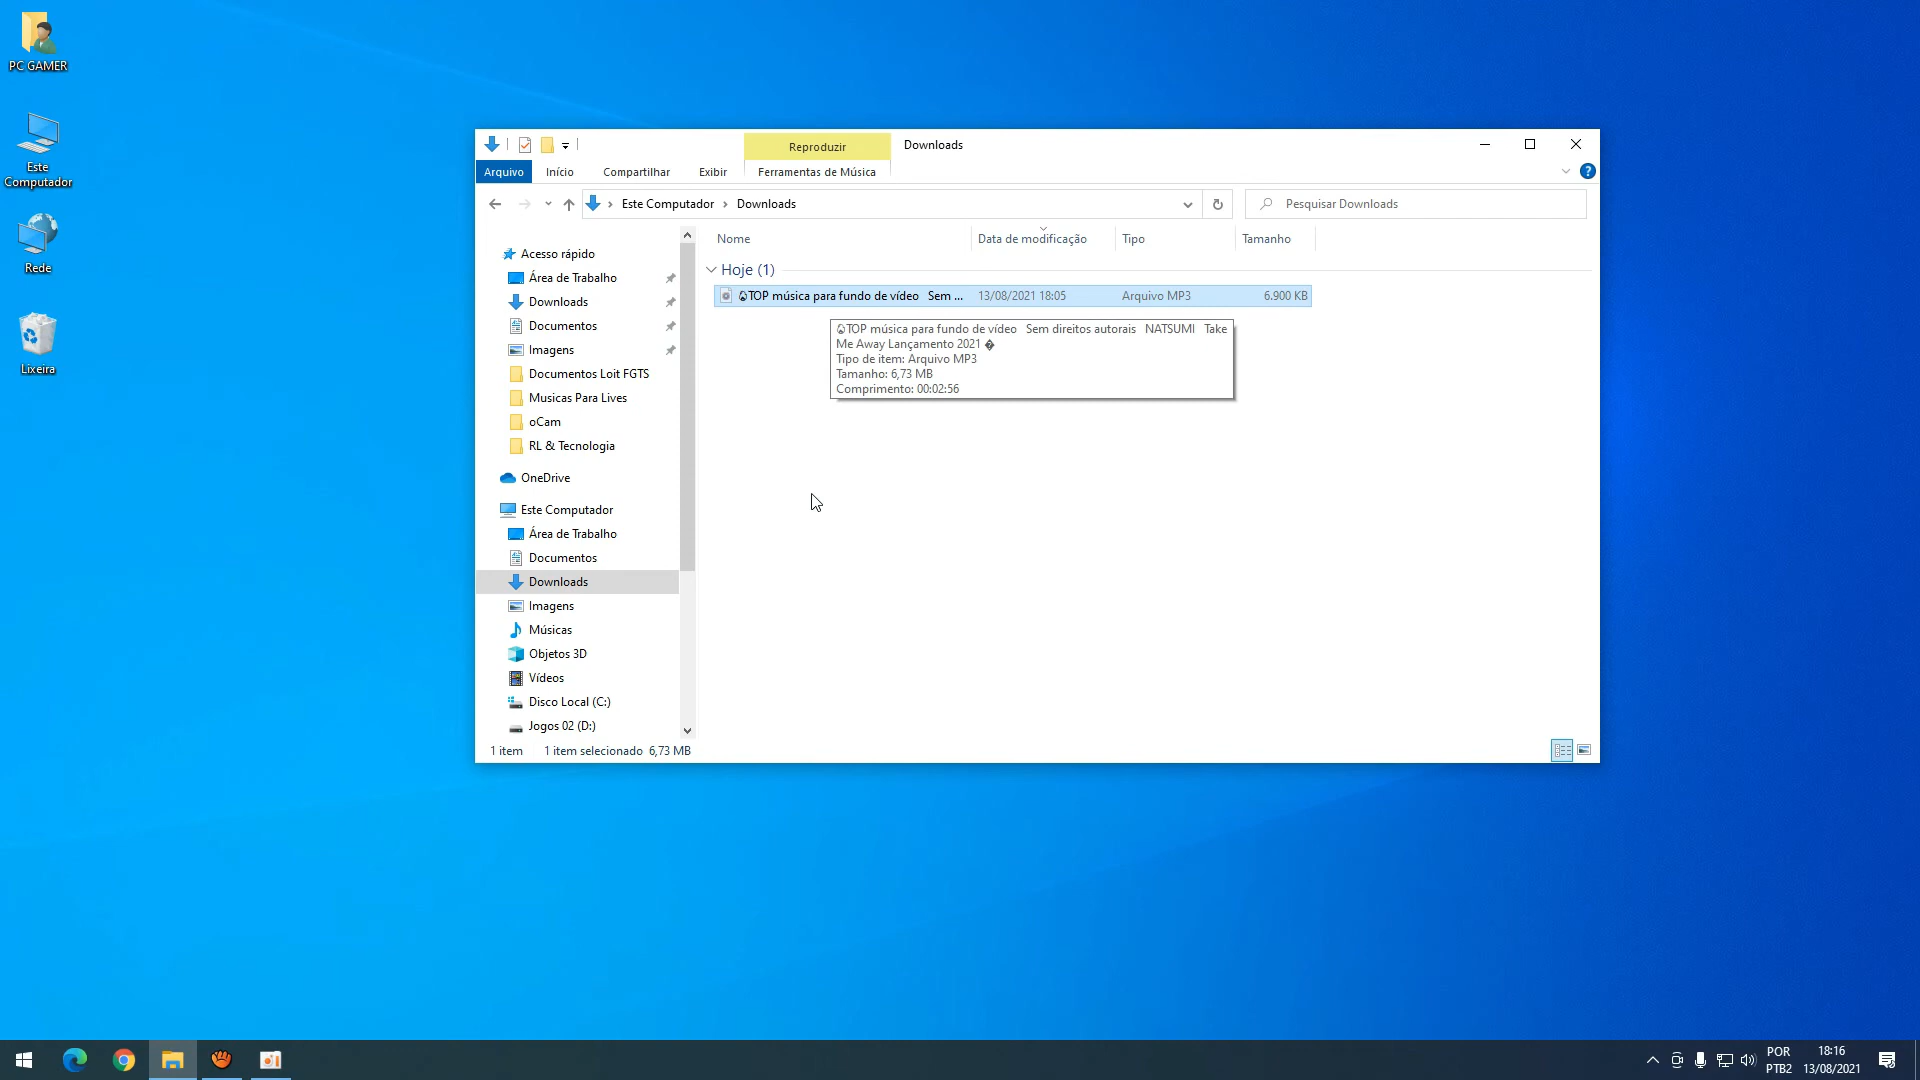 PC GAMER
Este
Computador
Rede
Lixeira
Reproduzir
Downloads
Arquivo
Início
Compartilhar
Exibir
Ferramentas de Música
Este Computador
Downloads
Pesquisar Downloads
Nome
Data de modificação
Tipo
Tamanho
Hoje (1)
TOP música para fundo de vídeo Sem ...
13/08/2021 18:05
Arquivo MP3
6.900 KB
TOP música para fundo de vídeo Sem direitos autorais NATSUMI Take
Me Away Lançamento 2021 �
Tipo de item: Arquivo MP3
Tamanho: 6,73 MB
Comprimento: 00:02:56
Acesso rápido
Área de Trabalho
Downloads
Documentos
Imagens
Documentos Loit FGTS
Musicas Para Lives
oCam
RL & Tecnologia
OneDrive
Este Computador
Área de Trabalho
Documentos
Downloads
Imagens
Músicas
Objetos 3D
Vídeos
Disco Local (C:)
Jogos 02 (D:)
1 item
1 item selecionado 6,73 MB
POR
PTB2
18:16
13/08/2021